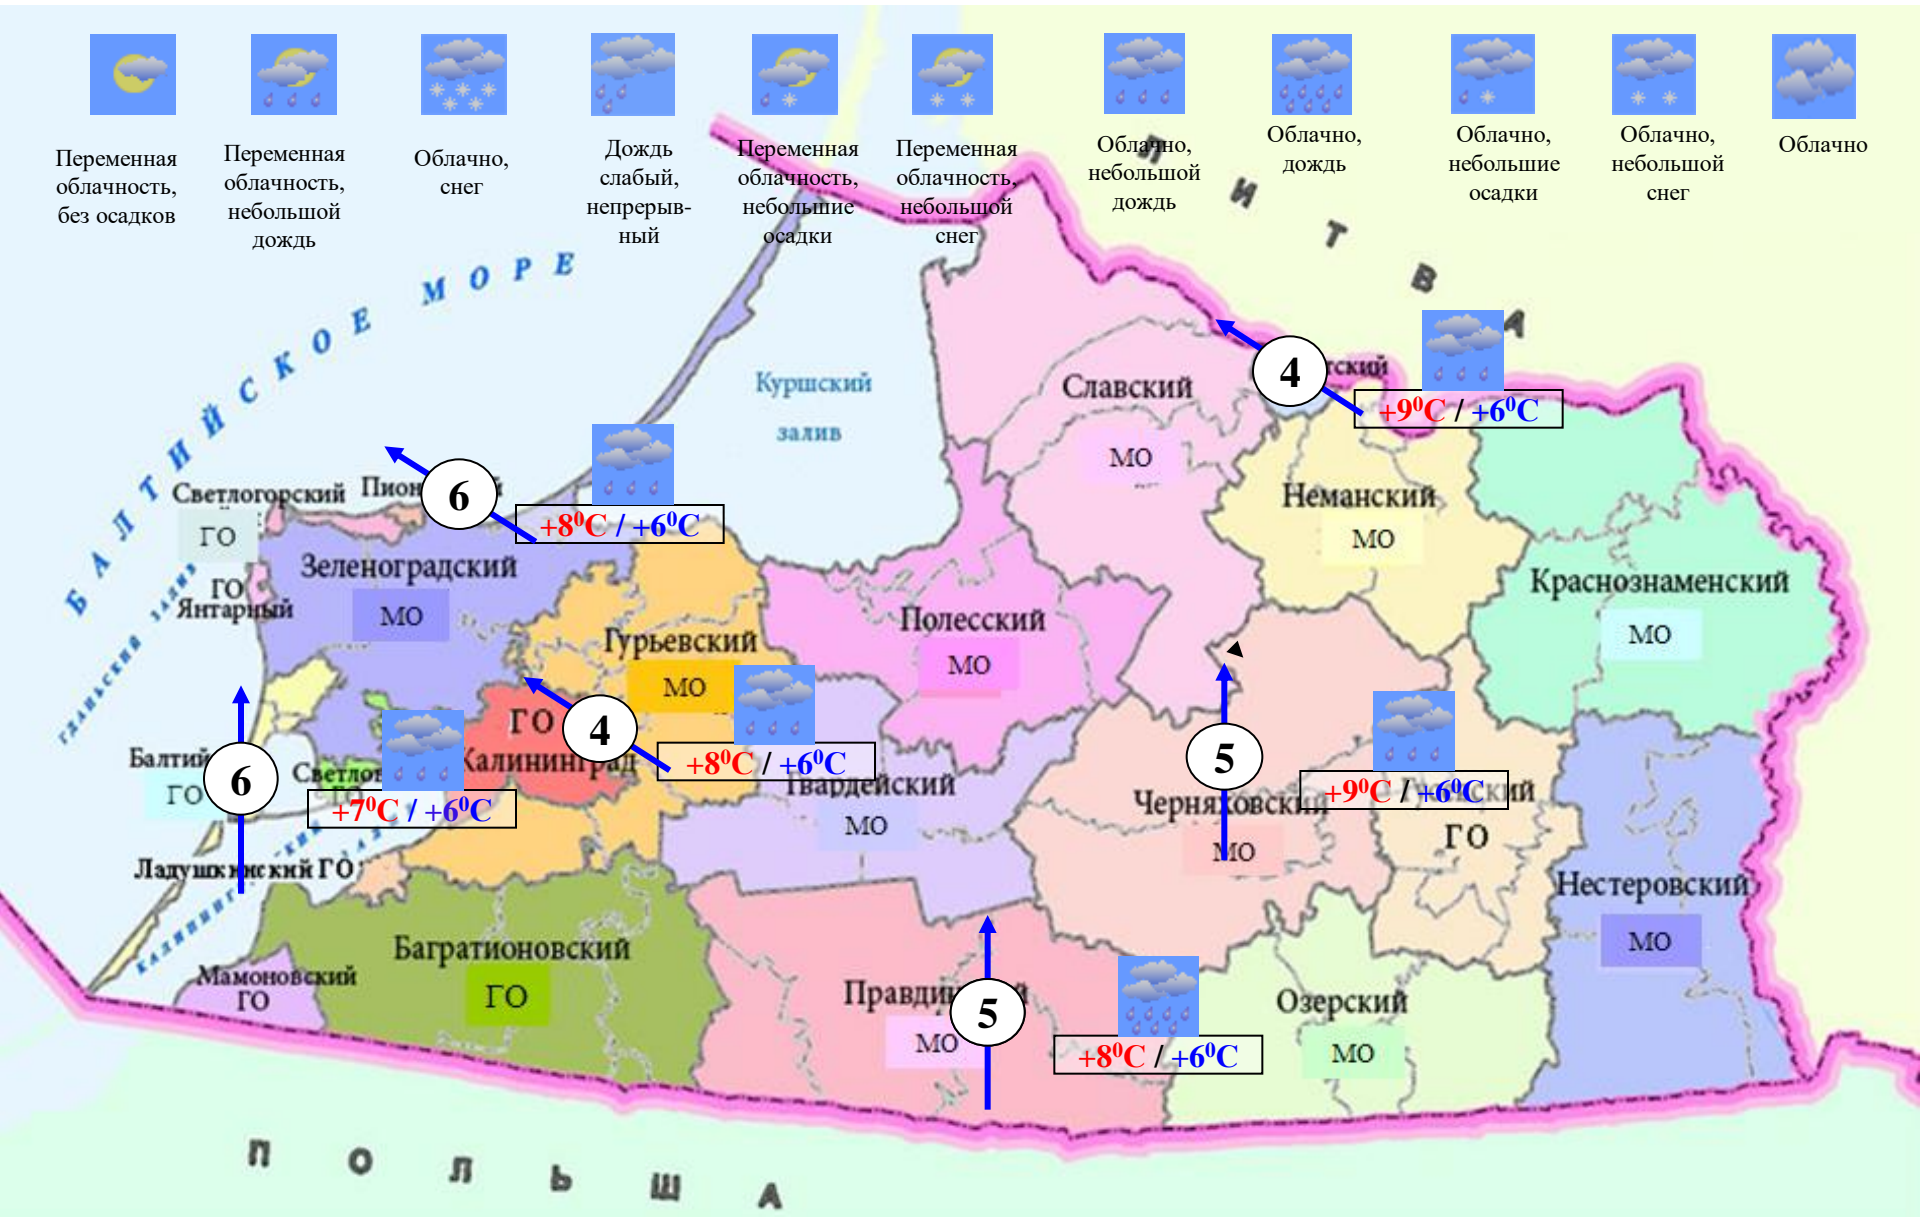 Переменная
облачность,
без осадков
Переменная
облачность,
небольшой
дождь
Облачно,
снег
Дождь
слабый,
непрерыв-
ный
Переменная
облачность,
небольшие
осадки
Переменная
облачность,
небольшой
снег
Облачно,
небольшой
дождь
Облачно,
дождь
Облачно,
небольшие
осадки
Облачно,
небольшой
снег
Облачно
ЛИТВА
БАЛТИЙСКОЕ МОРЕ
Куршский
залив
Славский
МО
4
+9⁰C / +6⁰C
Светлогорский
ГО
6
+8⁰C / +6⁰C
Неманский
МО
Зеленоградский
МО
ГО
Янтарный
Краснознаменский
МО
Полесский
МО
Гурьевский
МО
ГДАНЬСКИЙ ЗАЛИВ
ГО
Калининград
4
+8⁰C / +6⁰C
Гвардейский
МО
6
ГО
+7⁰C / +6⁰C
5
Черняховский
МО
+9⁰C / +6⁰C
ГО
Ладушкинский ГО
Нестеровский
МО
Багратионовский
ГО
Мамоновский
ГО
5
МО
+8⁰C / +6⁰C
Озерский
МО
ПОЛЬША